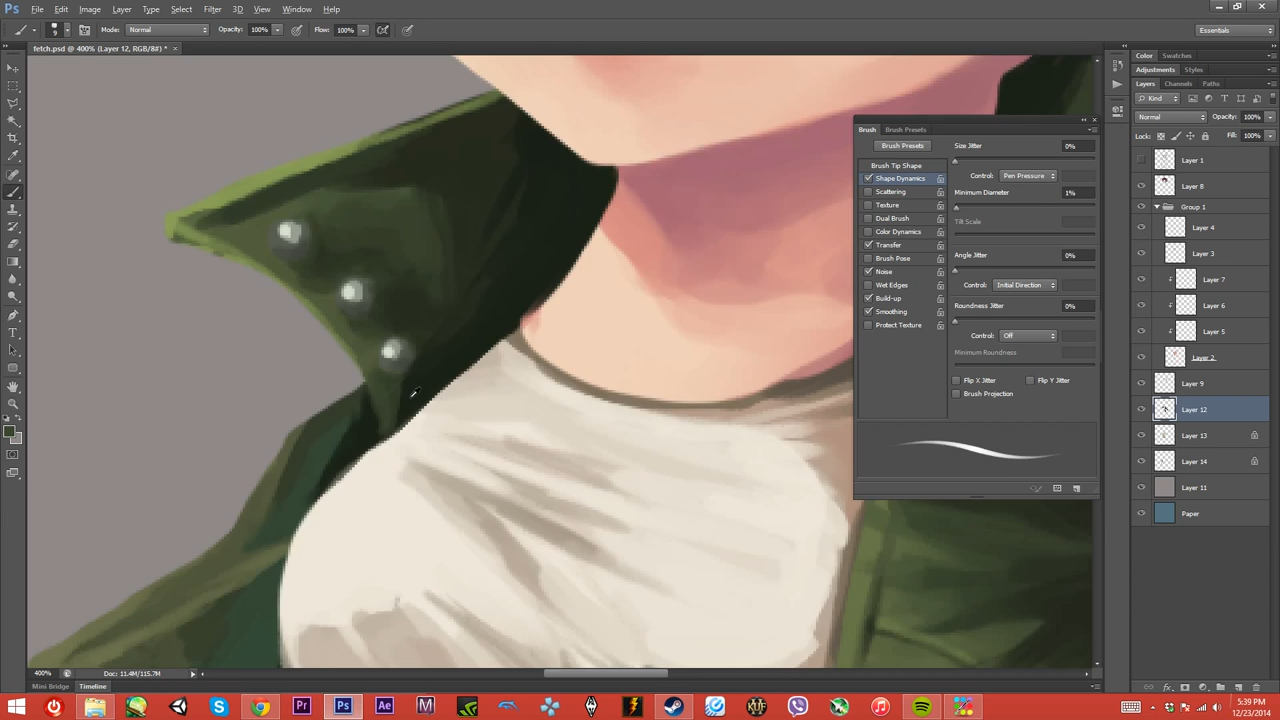 Ps File Edit Image Layer Type Select Filter 3D View Window Help
9 Mode: Normal Opacity: 100% Flow: 100% Essentials
fetch.psd @ 400% (Layer 12, RGB/8#) * ×
Color Swatches
Adjustments Styles
Layers Channels Paths
Kind
Normal Opacity: 100%
Lock: Fill: 100%
Layer 1
Layer 8
Group 1
Layer 4
Layer 3
Layer 7
Layer 6
Layer 5
Layer 2
Layer 9
Layer 12
Layer 13
Layer 14
Layer 11
Paper
Brush Brush Presets
Brush Presets
Brush Tip Shape
Shape Dynamics
Scattering
Texture
Dual Brush
Color Dynamics
Transfer
Brush Pose
Noise
Wet Edges
Build-up
Smoothing
Protect Texture
Size Jitter 0%
Control: Pen Pressure
Minimum Diameter 1%
Tilt Scale
Angle Jitter 0%
Control: Initial Direction
Roundness Jitter 0%
Control: Off
Minimum Roundness
Flip X Jitter Flip Y Jitter
Brush Projection
400% Doc: 11.4M/115.7M
Mini Bridge Timeline
Pr Ps Ae M KUF
5:39 PM
12/23/2014